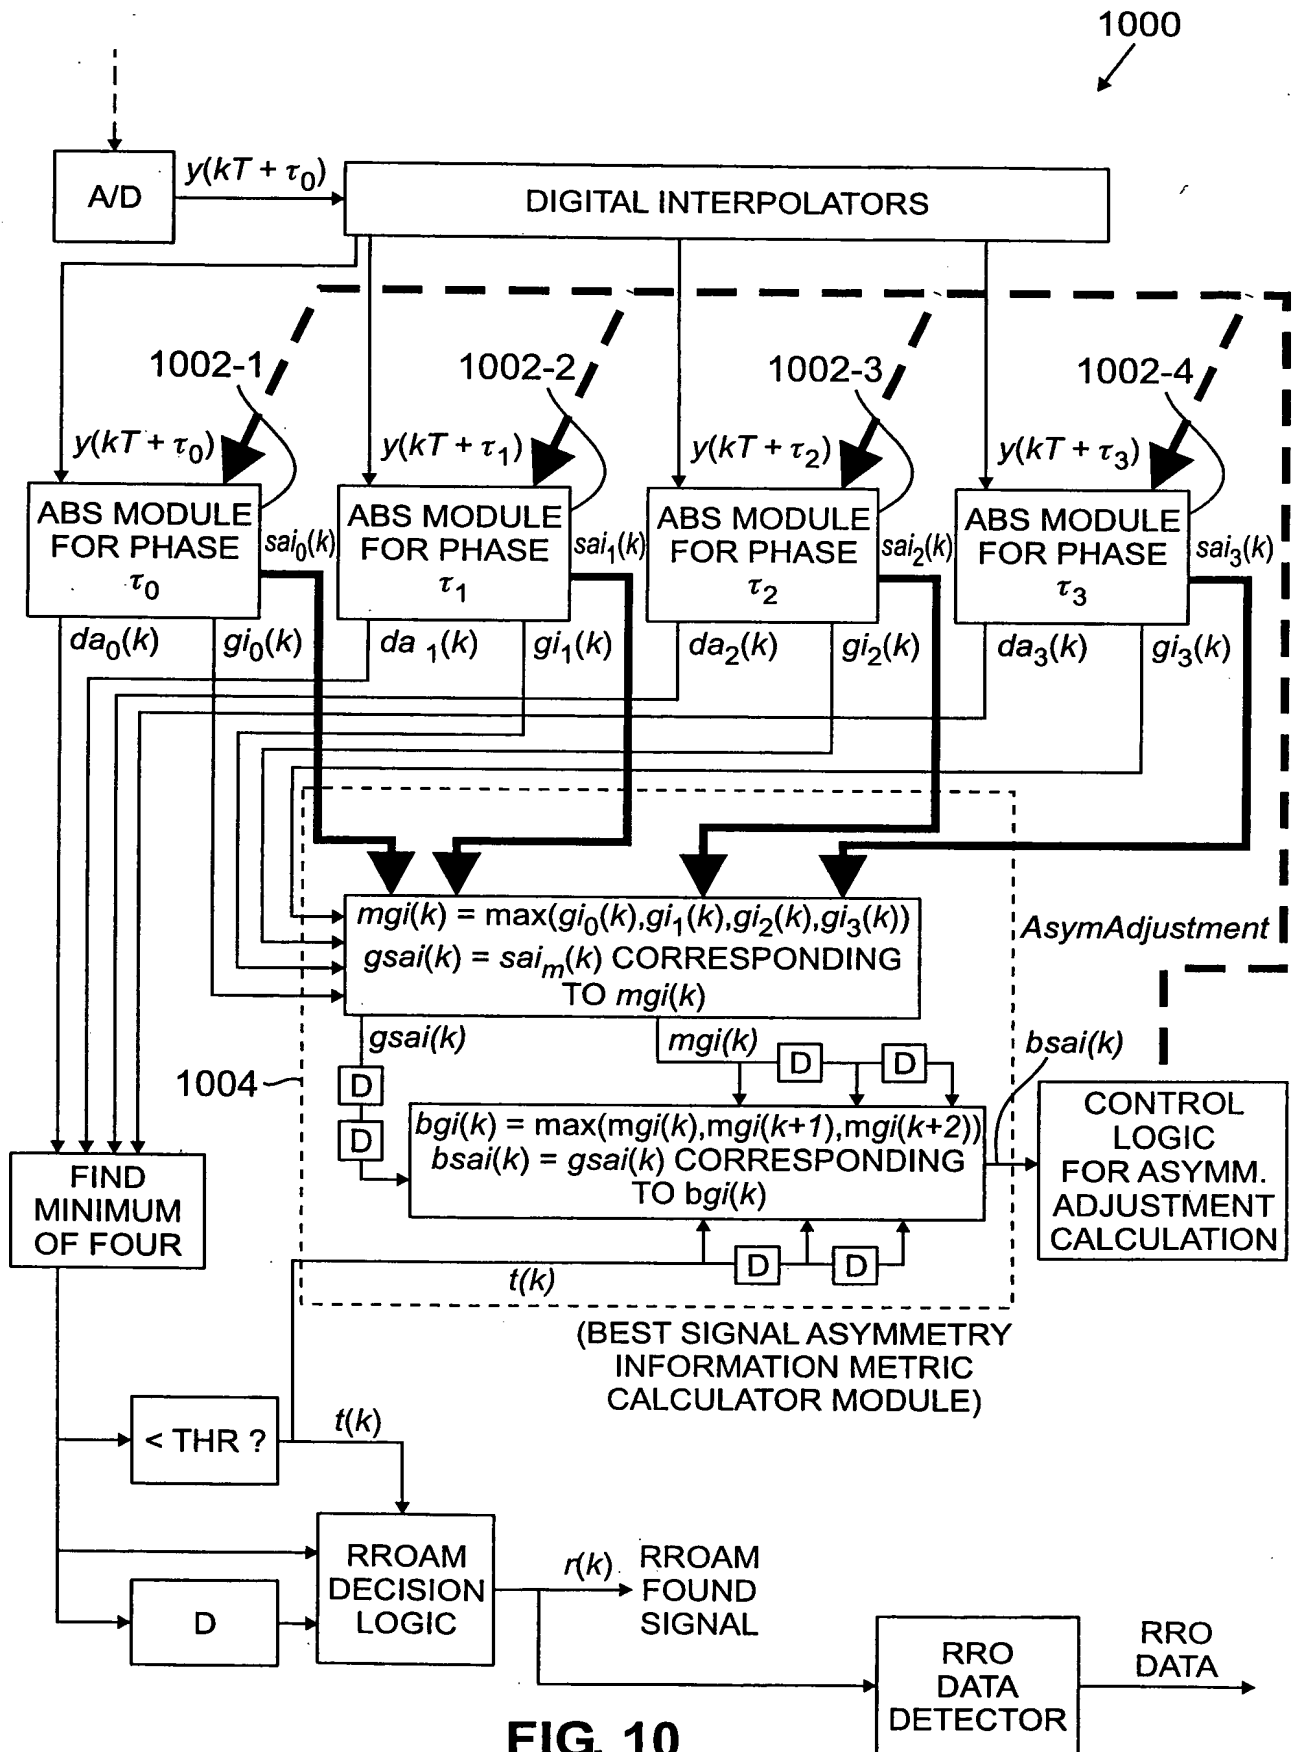 1000
A/D
y(kT + τ0)
DIGITAL INTERPOLATORS
1002-1
1002-2
1002-3
1002-4
y(kT + τ0)
y(kT + τ1)
y(kT + τ2)
y(kT + τ3)
ABS MODULE
FOR PHASE
τ0
sai0(k)
ABS MODULE
FOR PHASE
τ1
sai1(k)
ABS MODULE
FOR PHASE
τ2
sai2(k)
ABS MODULE
FOR PHASE
τ3
sai3(k)
da0(k)
gi0(k)
da 1(k)
gi1(k)
da2(k)
gi2(k)
da3(k)
gi3(k)
mgi(k) = max(gi0(k),gi1(k),gi2(k),gi3(k))
gsai(k) = saim(k) CORRESPONDING
TO mgi(k)
AsymAdjustment
gsai(k)
mgi(k)
bsai(k)
D
D
D
D
1004
bgi(k) = max(mgi(k),mgi(k+1),mgi(k+2))
bsai(k) = gsai(k) CORRESPONDING
TO bgi(k)
CONTROL
LOGIC
FOR ASYMM.
ADJUSTMENT
CALCULATION
FIND
MINIMUM
OF FOUR
t(k)
D
D
(BEST SIGNAL ASYMMETRY
INFORMATION METRIC
CALCULATOR MODULE)
< THR ?
t(k)
RROAM
DECISION
LOGIC
D
r(k)
RROAM
FOUND
SIGNAL
RRO
DATA
DETECTOR
RRO
DATA
FIG. 10